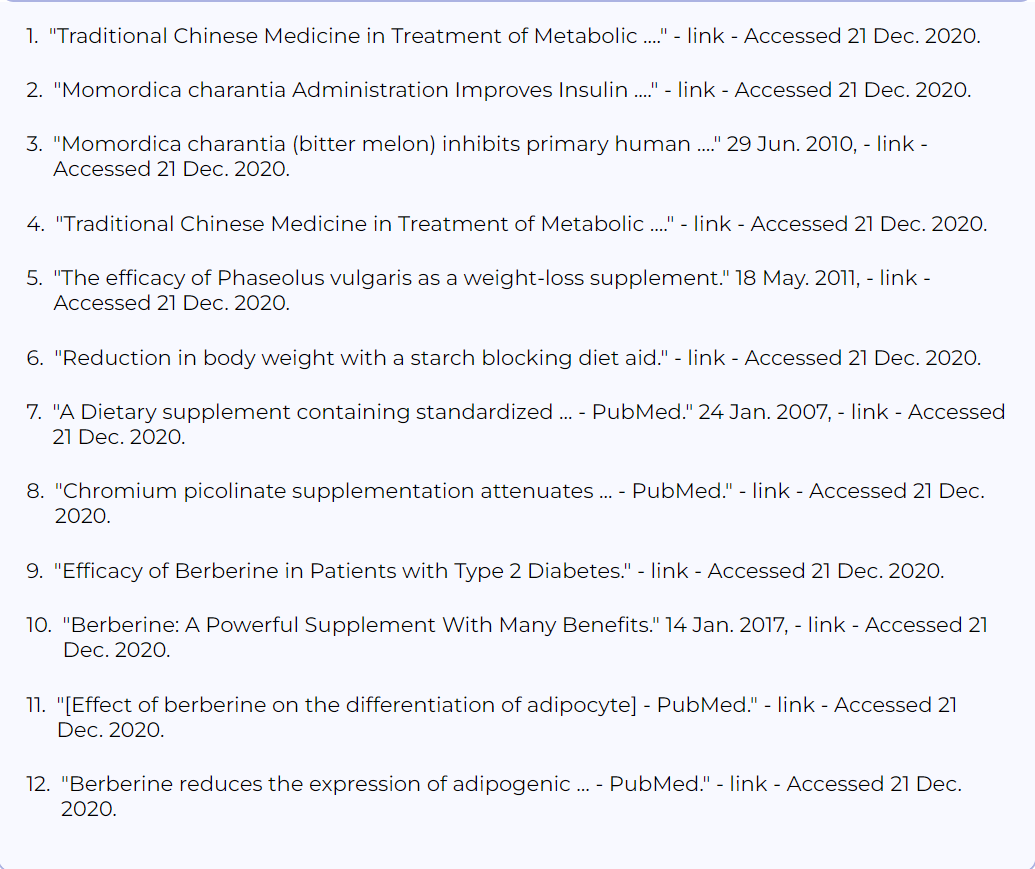 1. "Traditional Chinese Medicine in Treatment of Metabolic ...." - link - Accessed 21 Dec. 2020.
2. "Momordica charantia Administration Improves Insulin ...." - link - Accessed 21 Dec. 2020.
3. "Momordica charantia (bitter melon) inhibits primary human ...." 29 Jun. 2010, - link -
Accessed 21 Dec. 2020.
4. "Traditional Chinese Medicine in Treatment of Metabolic ...." - link - Accessed 21 Dec. 2020.
5. "The efficacy of Phaseolus vulgaris as a weight-loss supplement." 18 May. 2011, - link -
Accessed 21 Dec. 2020.
6. "Reduction in body weight with a starch blocking diet aid." - link - Accessed 21 Dec. 2020.
7. "A Dietary supplement containing standardized ... - PubMed." 24 Jan. 2007, - link - Accessed
21 Dec. 2020.
8. "Chromium picolinate supplementation attenuates ... - PubMed." - link - Accessed 21 Dec.
2020.
9. "Efficacy of Berberine in Patients with Type 2 Diabetes." - link - Accessed 21 Dec. 2020.
10. "Berberine: A Powerful Supplement With Many Benefits." 14 Jan. 2017, - link - Accessed 21
Dec. 2020.
11. "[Effect of berberine on the differentiation of adipocyte] - PubMed." - link - Accessed 21
Dec. 2020.
12. "Berberine reduces the expression of adipogenic ... - PubMed." - link - Accessed 21 Dec.
2020.